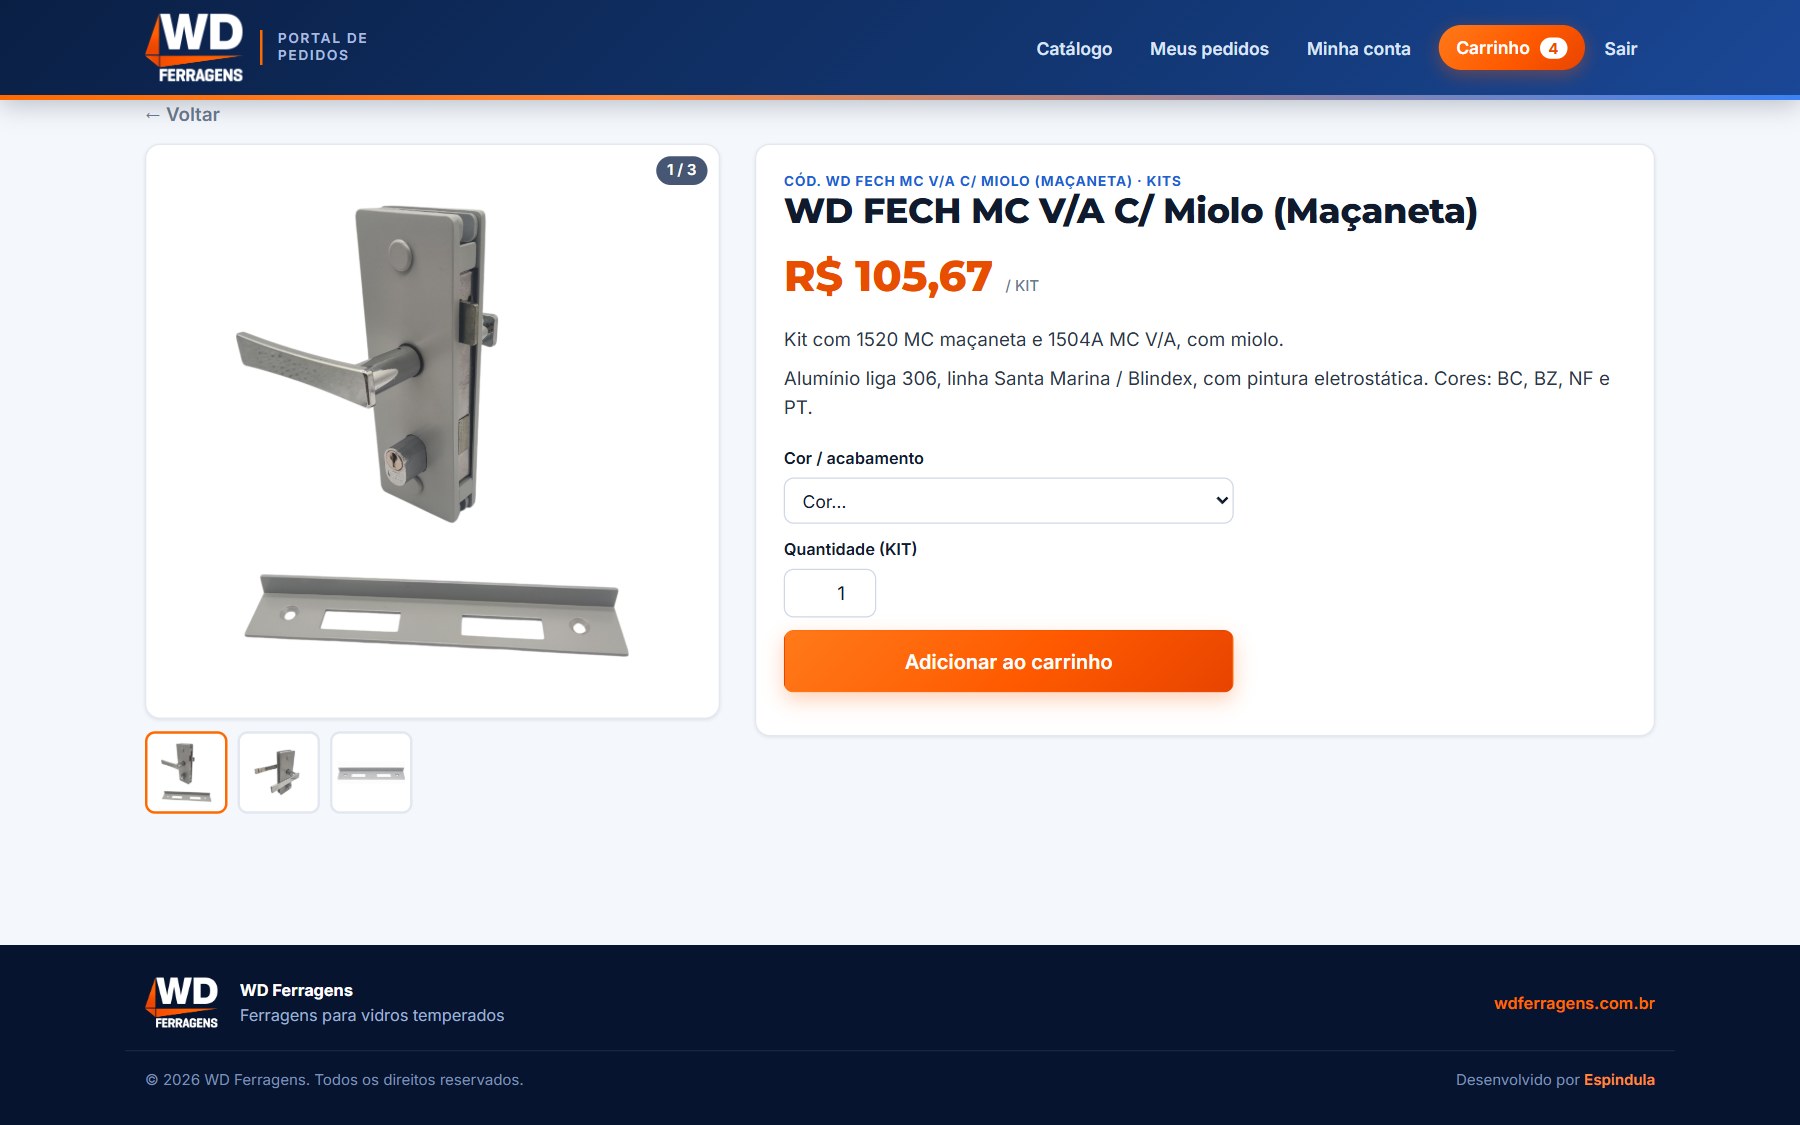 WD
FERRAGENS
PORTAL DE
PEDIDOS
Catálogo
Meus pedidos
Minha conta
Carrinho 4
Sair
← Voltar
1 / 3
CÓD. WD FECH MC V/A C/ MIOLO (MAÇANETA) · KITS
WD FECH MC V/A C/ Miolo (Maçaneta)
R$ 105,67 / KIT
Kit com 1520 MC maçaneta e 1504A MC V/A, com miolo.
Alumínio liga 306, linha Santa Marina / Blindex, com pintura eletrostática. Cores: BC, BZ, NF e
PT.
Cor / acabamento
Cor...
Quantidade (KIT)
1
Adicionar ao carrinho
WD
FERRAGENS
WD Ferragens
Ferragens para vidros temperados
wdferragens.com.br
© 2026 WD Ferragens. Todos os direitos reservados.
Desenvolvido por Espindula